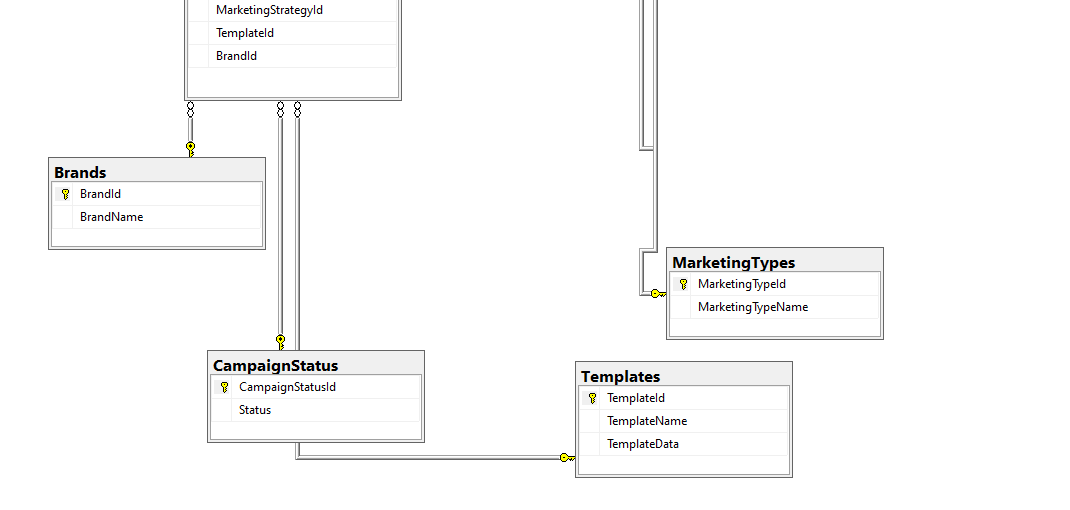 MarketingStrategyId
TemplateId
BrandId
Brands
BrandId
BrandName
MarketingTypes
MarketingTypeId
MarketingTypeName
CampaignStatus
CampaignStatusId
Status
Templates
TemplateId
TemplateName
TemplateData